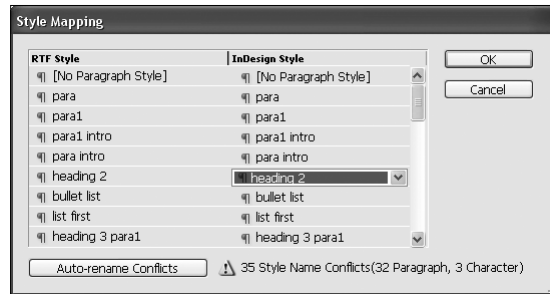 Style Mapping
RTF Style InDesign Style OK
¶ [No Paragraph Style] ¶ [No Paragraph Style]
¶ para ¶ para Cancel
¶ para1 ¶ para1
¶ para1 intro ¶ para1 intro
¶ para intro ¶ para intro
¶ heading 2 ¶ heading 2
¶ bullet list ¶ bullet list
¶ list first ¶ list first
¶ heading 3 para1 ¶ heading 3 para1
Auto-rename Conflicts 35 Style Name Conflicts(32 Paragraph, 3 Character)